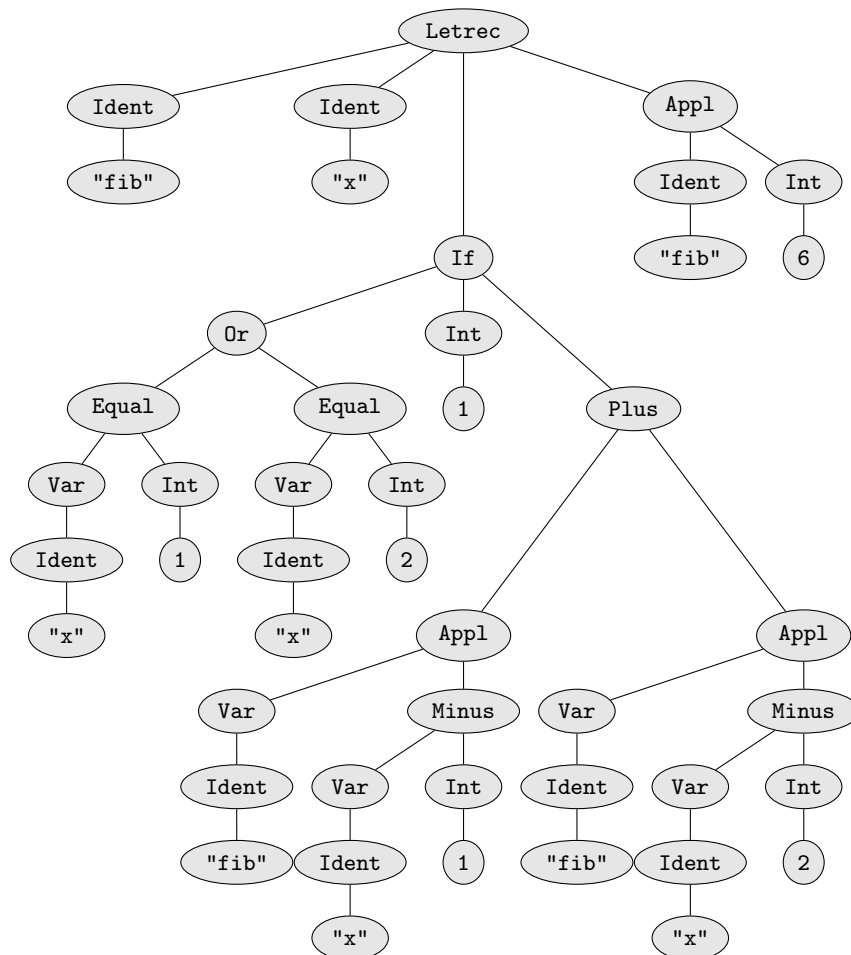 Letrec
Ident Ident Appl
"fib" "x" Ident Int
If "fib" 6
Or Int
Equal Equal 1 Plus
Var Int Var Int
Ident 1 Ident 2
"x" "x" Appl Appl
Var Minus Var Minus
Ident Var Int Ident Var Int
"fib" Ident 1 "fib" Ident 2
"x" "x"